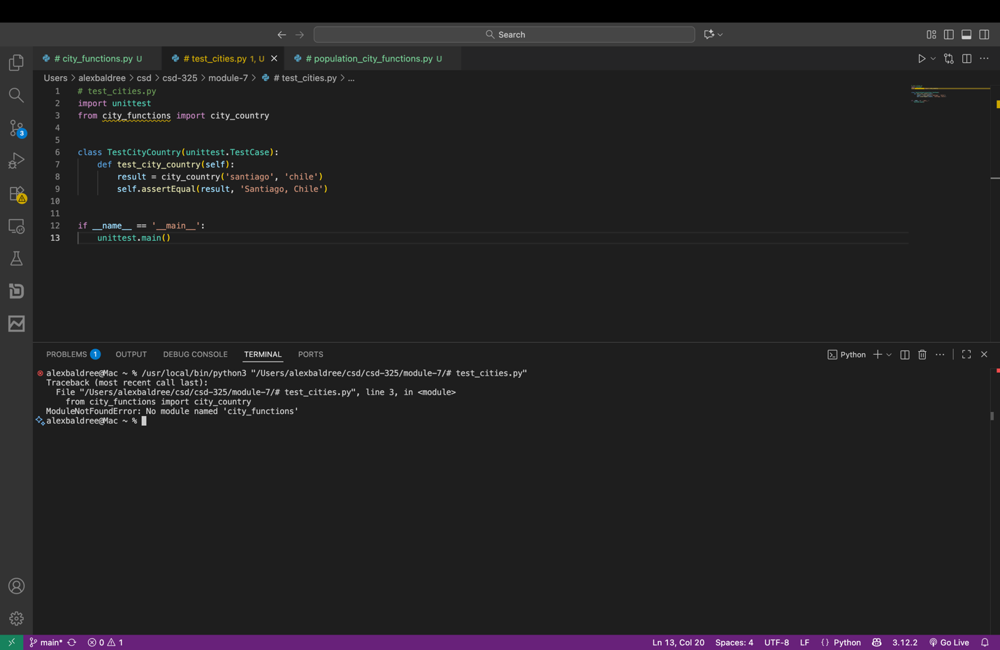 Search
# city_functions.py U
# test_cities.py 1, U
# population_city_functions.py U
Users > alexbaldree > csd > csd-325 > module-7 > # test_cities.py > ...
1 # test_cities.py
2 import unittest
3 from city_functions import city_country
4
5
6 class TestCityCountry(unittest.TestCase):
7 def test_city_country(self):
8 result = city_country('santiago', 'chile')
9 self.assertEqual(result, 'Santiago, Chile')
10
11
12 if __name__ == '__main__':
13 unittest.main()
3
PROBLEMS 1 OUTPUT DEBUG CONSOLE TERMINAL PORTS
Python
alexbaldree@Mac ~ % /usr/local/bin/python3 "/Users/alexbaldree/csd/csd-325/module-7/# test_cities.py"
Traceback (most recent call last):
File "/Users/alexbaldree/csd/csd-325/module-7/# test_cities.py", line 3, in <module>
from city_functions import city_country
ModuleNotFoundError: No module named 'city_functions'
alexbaldree@Mac ~ %
main* 0 1
Ln 13, Col 20 Spaces: 4 UTF-8 LF {} Python 3.12.2 Go Live